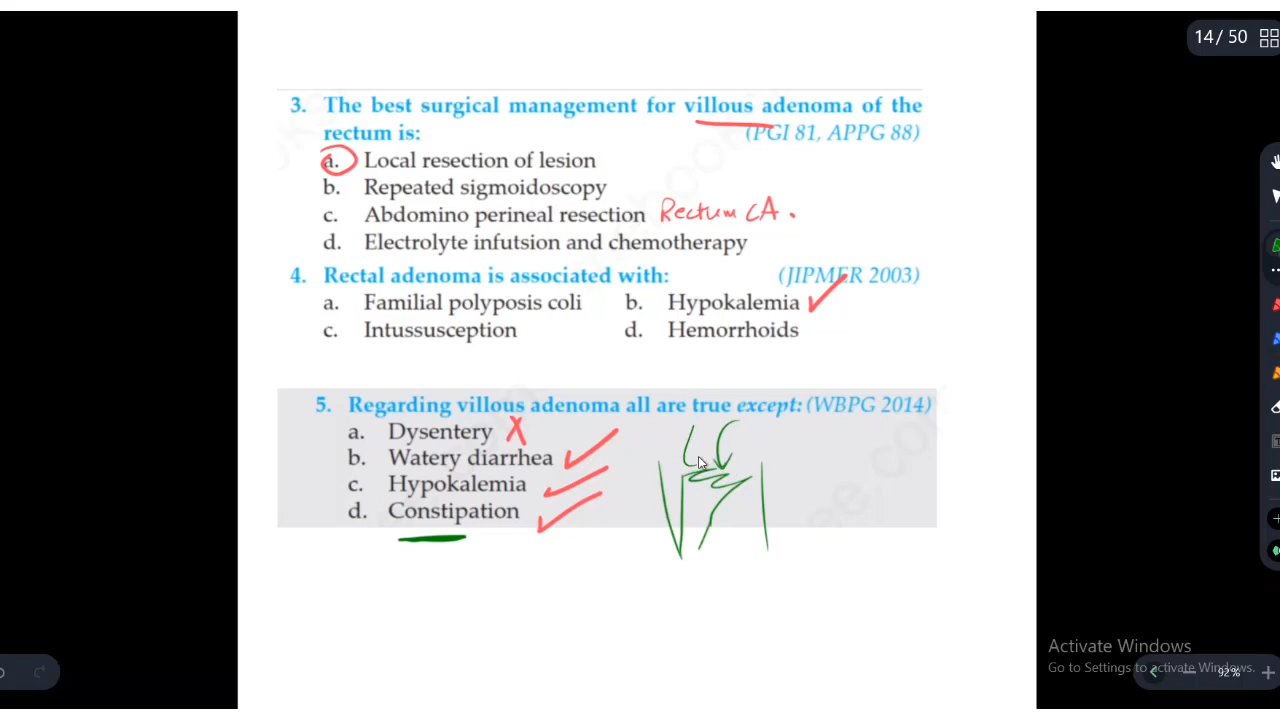 14/ 50
3. The best surgical management for villous adenoma of the
rectum is: (PGI 81, APPG 88)
a. Local resection of lesion
b. Repeated sigmoidoscopy
c. Abdomino perineal resection Rectum CA.
d. Electrolyte infutsion and chemotherapy
4. Rectal adenoma is associated with: (JIPMER 2003)
a. Familial polyposis coli b. Hypokalemia
c. Intussusception d. Hemorrhoids
5. Regarding villous adenoma all are true except: (WBPG 2014)
a. Dysentery
b. Watery diarrhea
c. Hypokalemia
d. Constipation
Activate Windows
Go to Settings to activate Windows.
92%